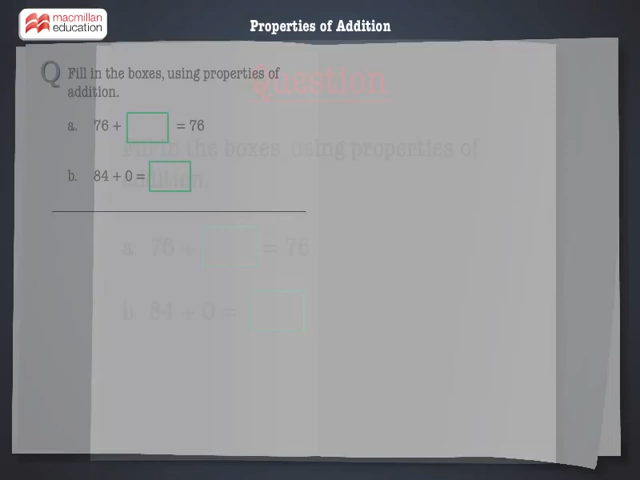 macmillan
education
Properties of Addition
Q Fill in the boxes, using properties of
addition.
a. 76 + = 76
b. 84 + 0 =
Question
Fill in the boxes, using properties of
addition.
a 76 + = 76
b 84 + 0 =